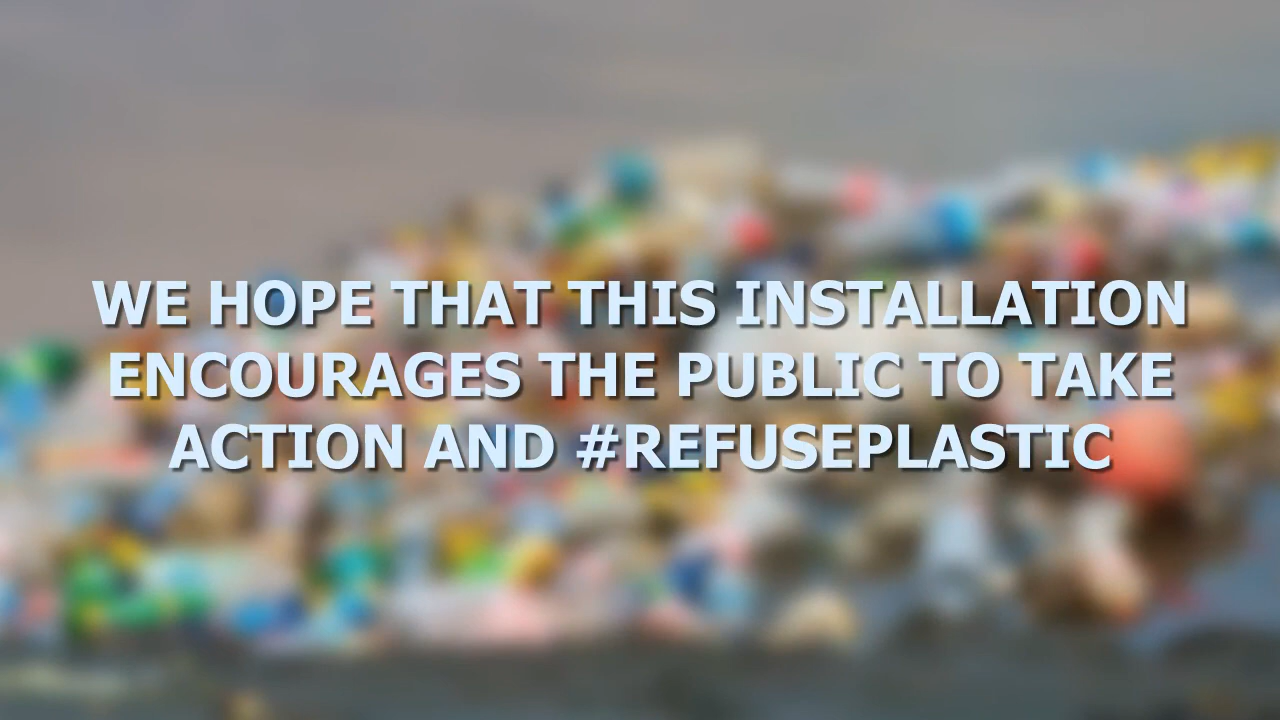 WE HOPE THAT THIS INSTALLATION
ENCOURAGES THE PUBLIC TO TAKE
ACTION AND #REFUSEPLASTIC